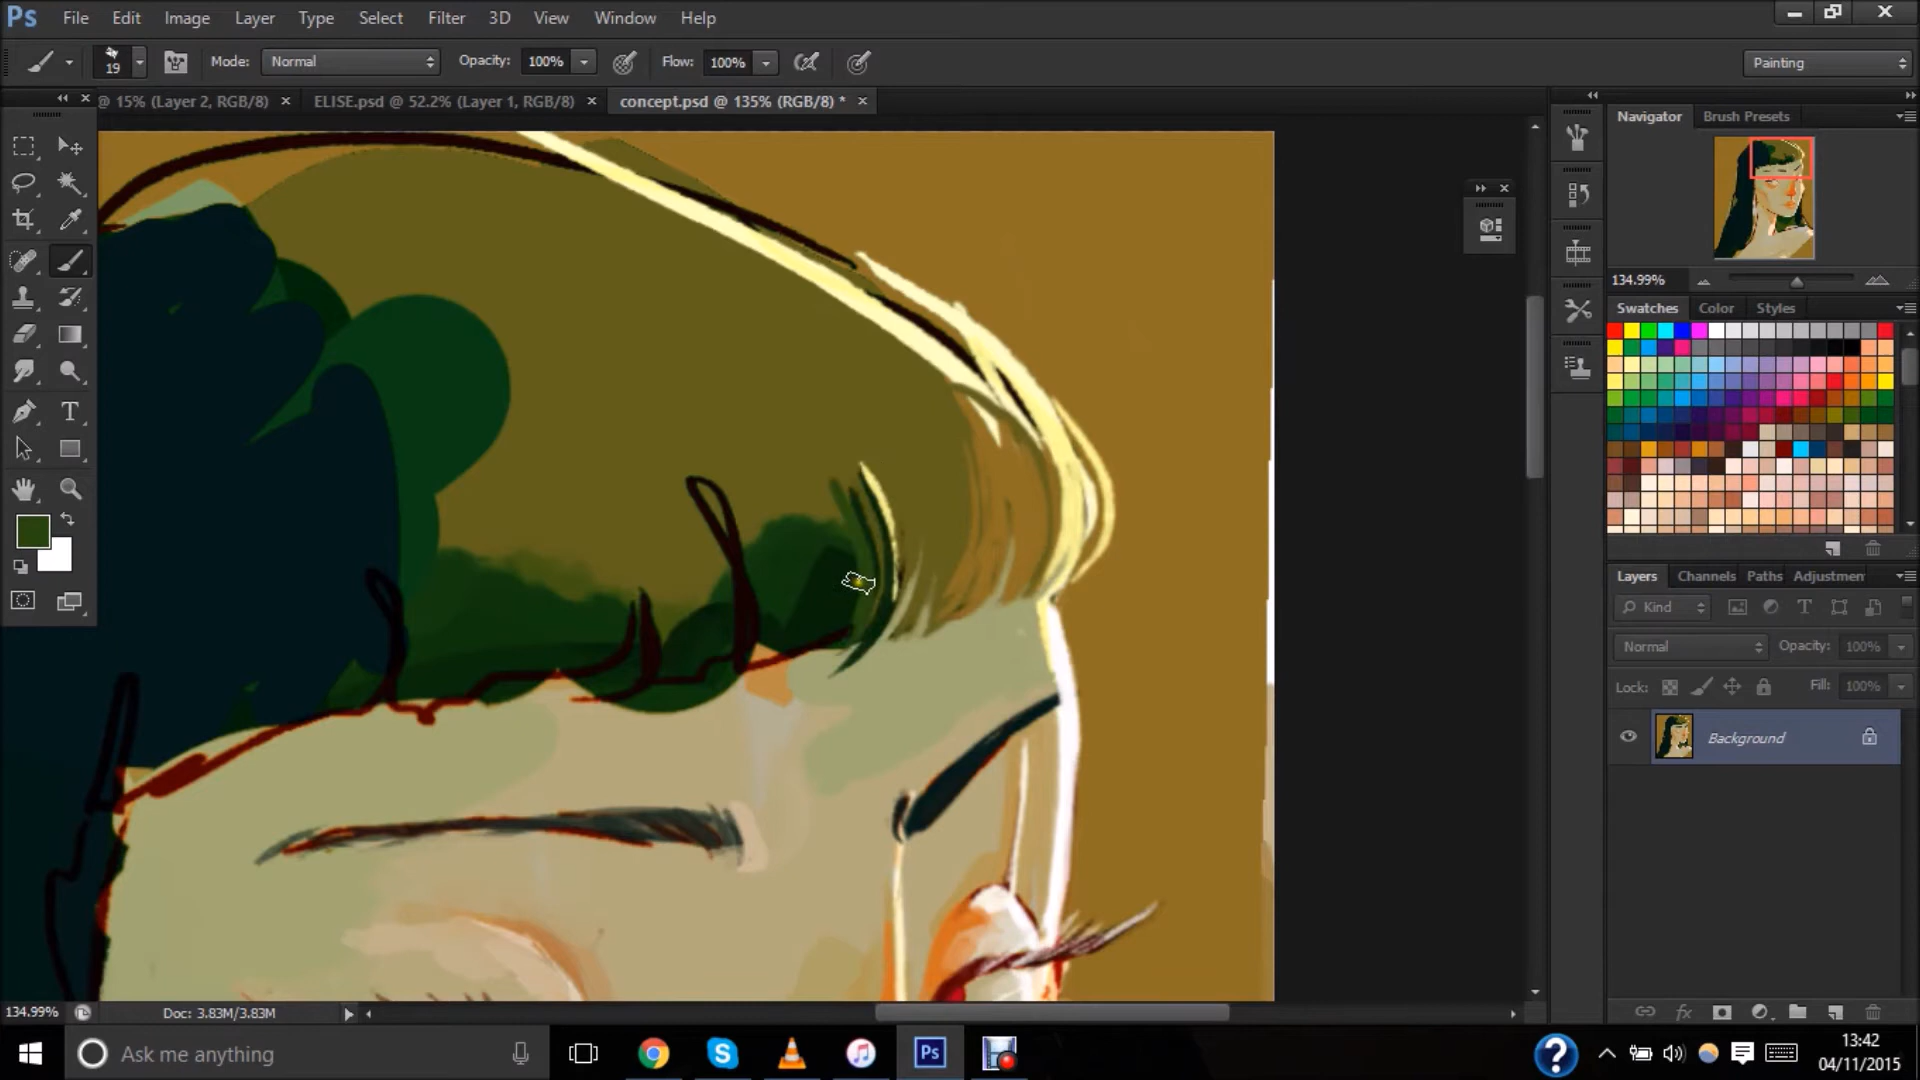 Ps File Edit Image Layer Type Select Filter 3D View Window Help
19 Mode: Normal Opacity: 100% Flow: 100% Painting
@ 15% (Layer 2, RGB/8) × ELISE.psd @ 52.2% (Layer 1, RGB/8) × concept.psd @ 135% (RGB/8) * ×
Navigator Brush Presets
134.99%
Swatches Color Styles
Layers Channels Paths Adjustmen
Kind
Normal Opacity: 100%
Lock: Fill: 100%
Background
134.99% Doc: 3.83M/3.83M
Ask me anything
Ps
13:42
04/11/2015